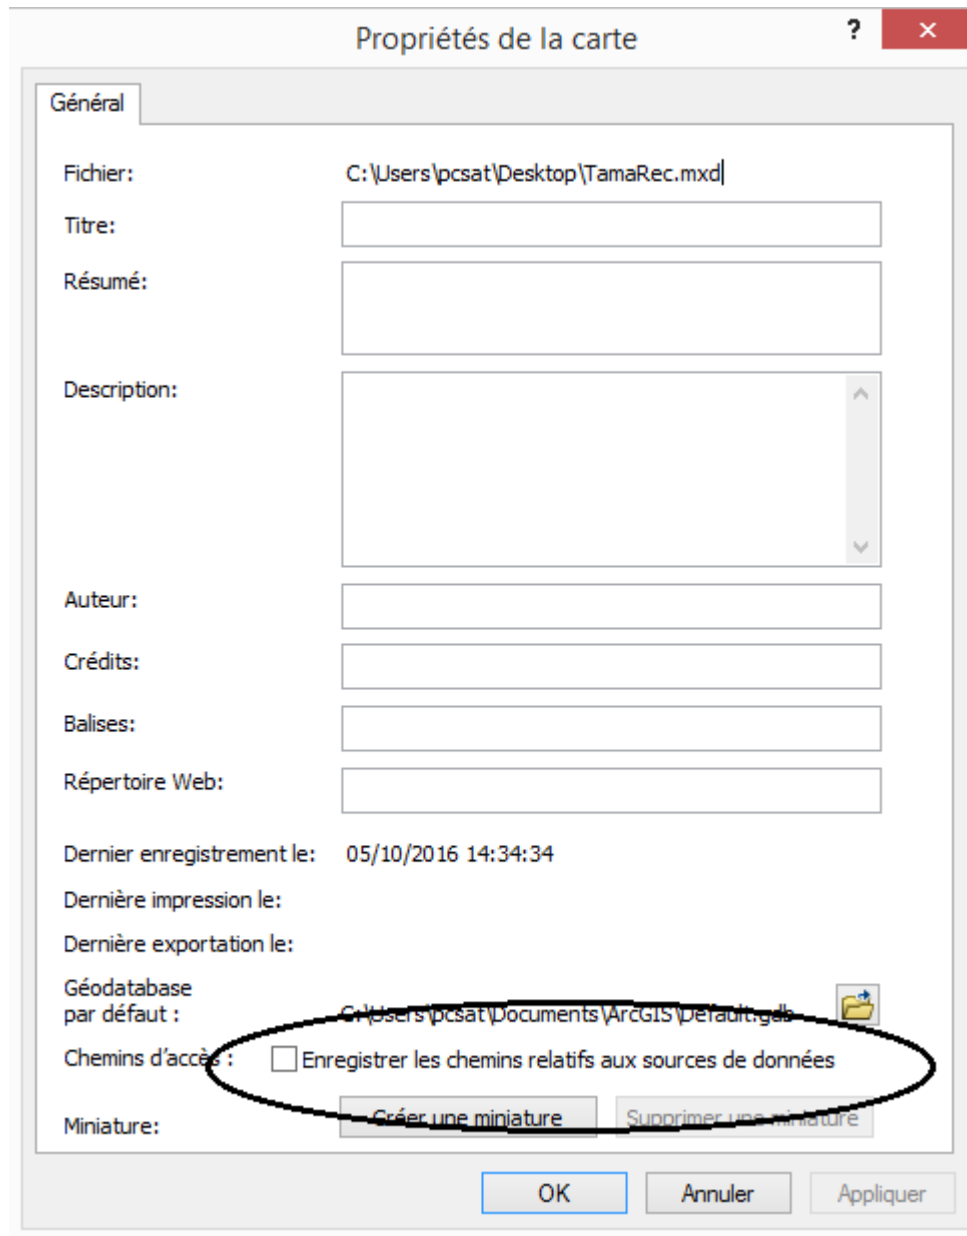 Propriétés de la carte ?
Général
Fichier: C:\Users\pcsat\Desktop\TamaRec.mxd
Titre:
Résumé:
Description:
Auteur:
Crédits:
Balises:
Répertoire Web:
Dernier enregistrement le: 05/10/2016 14:34:34
Dernière impression le:
Dernière exportation le:
Géodatabase
par défaut : C:\Users\pcsat\Documents\ArcGIS\Default.gdb
Chemins d'accès : Enregistrer les chemins relatifs aux sources de données
Miniature: Créer une miniature Supprimer une miniature
OK Annuler Appliquer